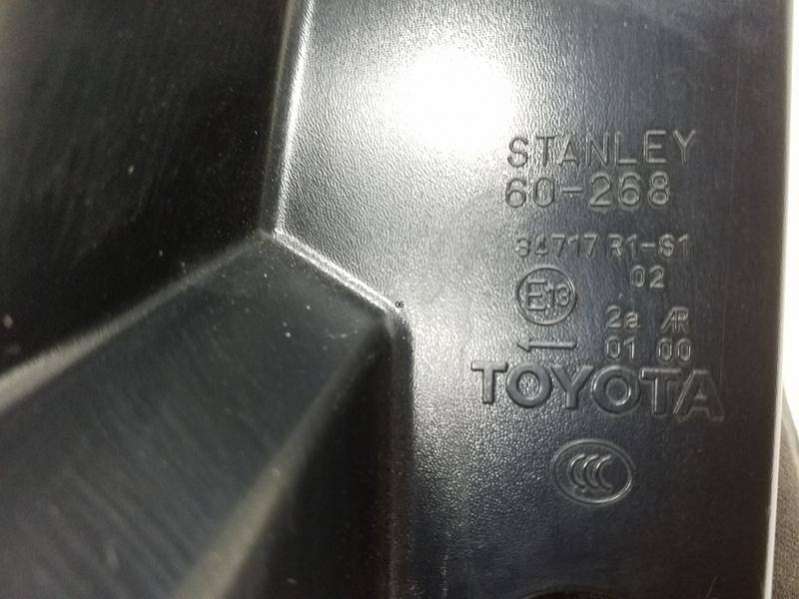 STANLEY
60-268
34717 R1-S1
02
E13
2a AR
01 00
TOYOTA
CCC